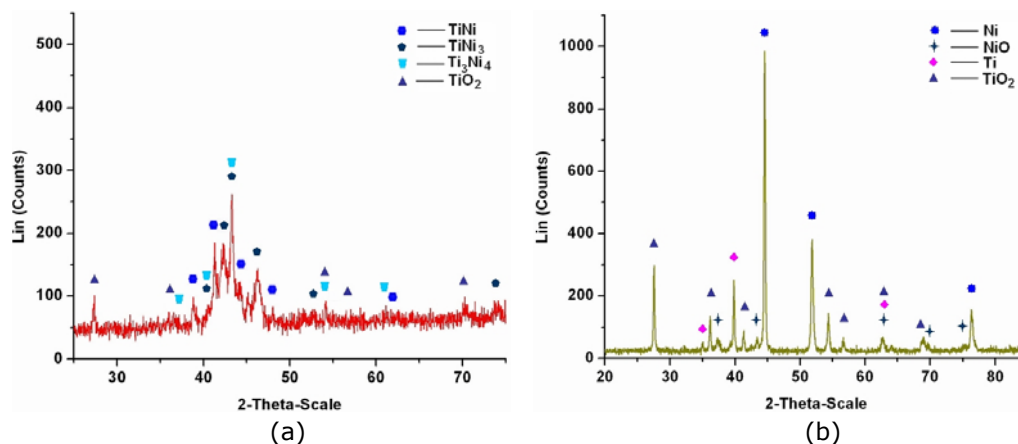 500
400
300
200
100
0
Lin (Counts)
30
40
50
60
70
2-Theta-Scale
TiNi
TiNi₃
Ti₃Ni₄
TiO₂
(a)
1000
800
600
400
200
0
Lin (Counts)
20
30
40
50
60
70
80
2-Theta-Scale
Ni
NiO
Ti
TiO₂
(b)